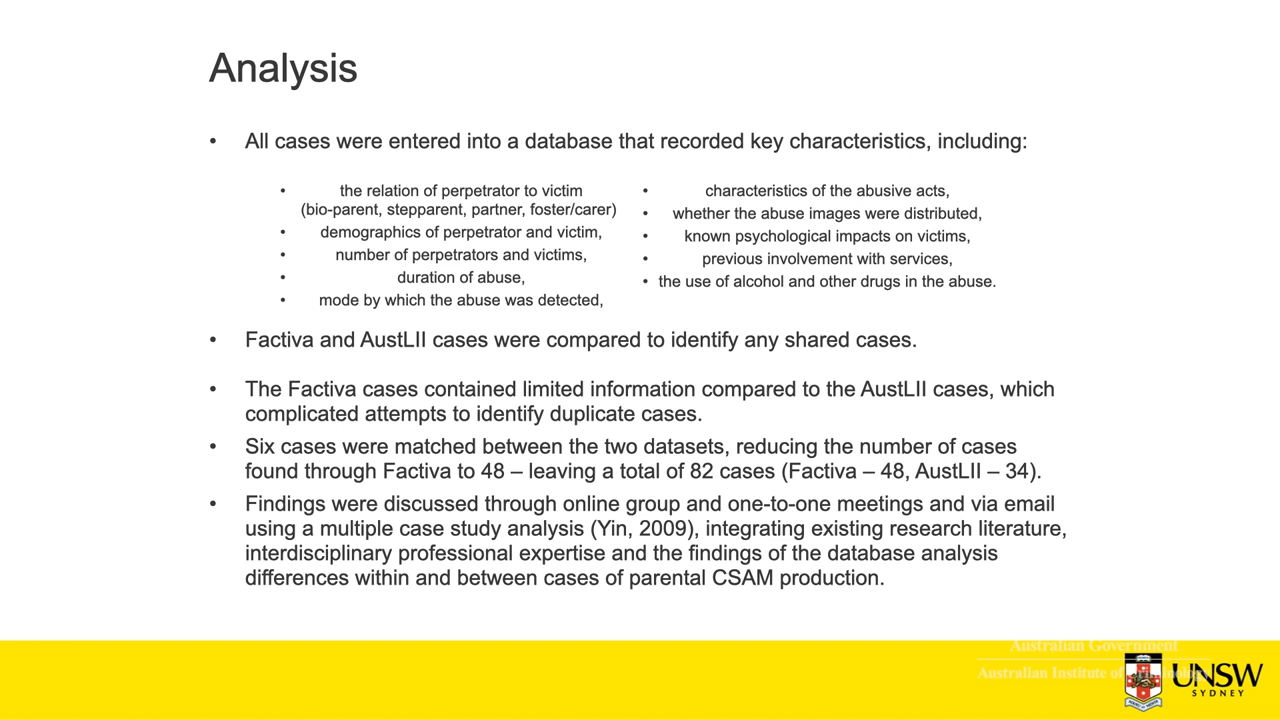 Analysis
• All cases were entered into a database that recorded key characteristics, including:
• the relation of perpetrator to victim
(bio-parent, stepparent, partner, foster/carer)
• demographics of perpetrator and victim,
• number of perpetrators and victims,
• duration of abuse,
• mode by which the abuse was detected,
• characteristics of the abusive acts,
• whether the abuse images were distributed,
• known psychological impacts on victims,
• previous involvement with services,
• the use of alcohol and other drugs in the abuse.
• Factiva and AustLII cases were compared to identify any shared cases.
• The Factiva cases contained limited information compared to the AustLII cases, which
complicated attempts to identify duplicate cases.
• Six cases were matched between the two datasets, reducing the number of cases
found through Factiva to 48 – leaving a total of 82 cases (Factiva – 48, AustLII – 34).
• Findings were discussed through online group and one-to-one meetings and via email
using a multiple case study analysis (Yin, 2009), integrating existing research literature,
interdisciplinary professional expertise and the findings of the database analysis
differences within and between cases of parental CSAM production.
Australian Government
Australian Institute of
UNSW
SYDNEY